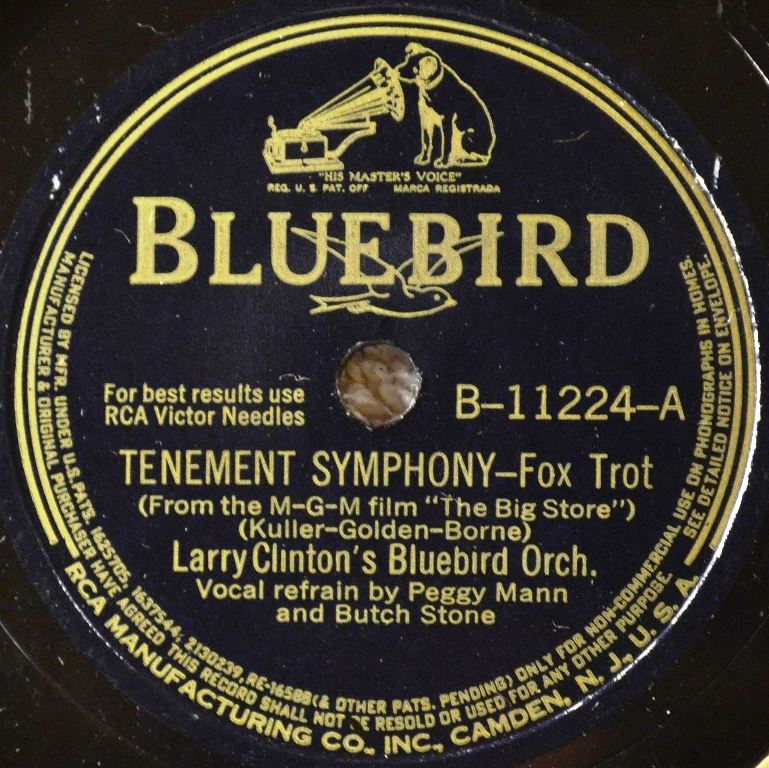 "HIS MASTER'S VOICE"
REG. U. S. PAT. OFF MARCA REGISTRADA
BLUEBIRD
For best results use
RCA Victor Needles
B-11224-A
TENEMENT SYMPHONY-Fox Trot
(From the M-G-M film "The Big Store")
(Kuller-Golden-Borne)
Larry Clinton's Bluebird Orch.
Vocal refrain by Peggy Mann
and Butch Stone
LICENSED BY MFR. UNDER U.S. PATS. 1625705, 1637544, 2130239, RE-16588 (& OTHER PATS. PENDING) ONLY FOR NON-COMMERCIAL USE ON PHONOGRAPHS IN HOMES.
MANUFACTURER & ORIGINAL PURCHASER HAVE AGREED THIS RECORD SHALL NOT BE RESOLD OR USED FOR ANY OTHER PURPOSE. SEE DETAILED NOTICE ON ENVELOPE.
RCA MANUFACTURING CO., INC., CAMDEN, N. J., U. S. A.